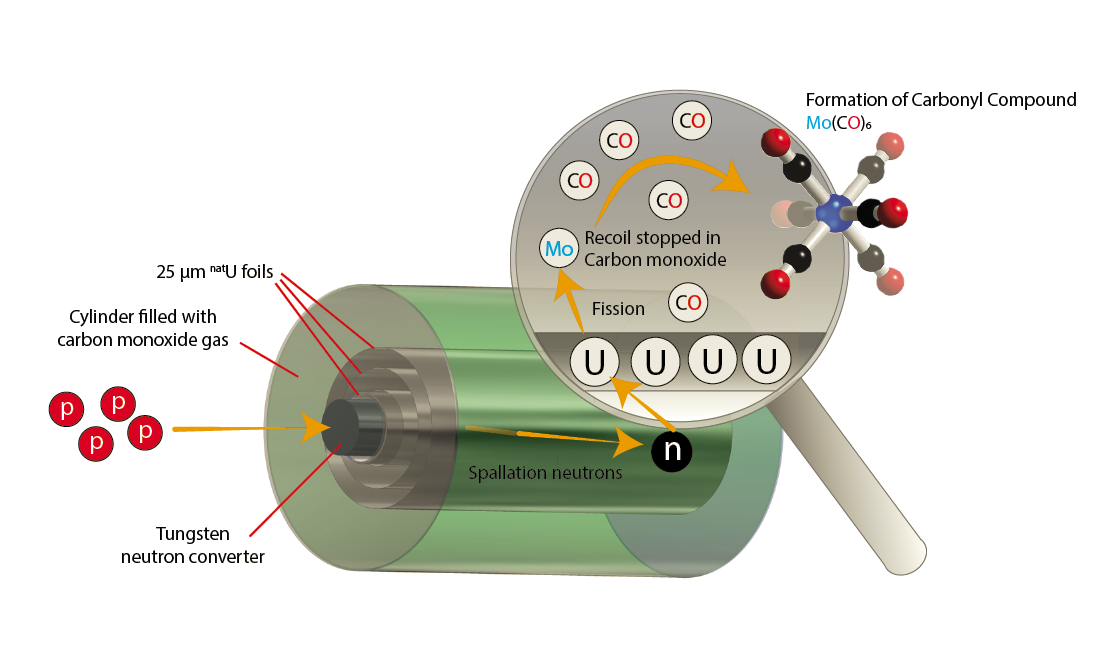 Formation of Carbonyl Compound
Mo(CO)₆
CO
CO
CO
CO
Mo
Recoil stopped in
Carbon monoxide
CO
Fission
U U U U
25 µm ⁿᵃᵗU foils
Cylinder filled with
carbon monoxide gas
p
p
p
p
n
Spallation neutrons
Tungsten
neutron converter